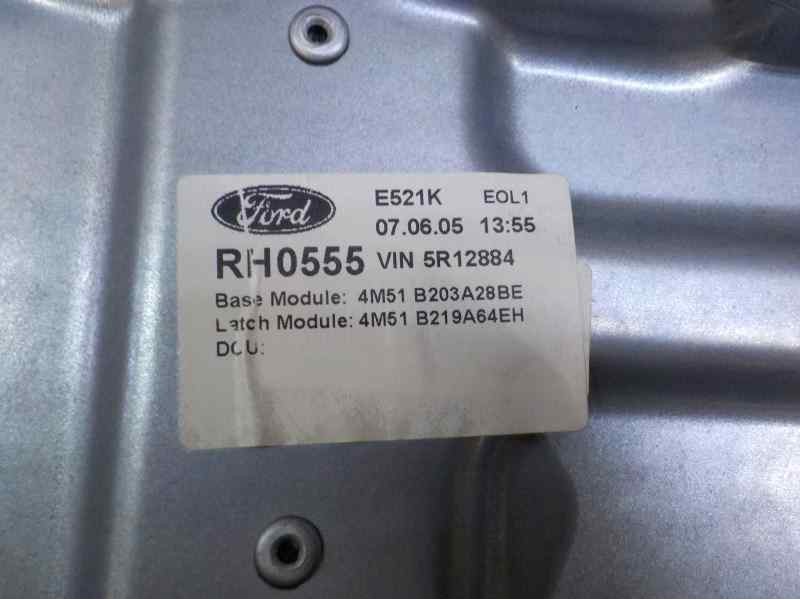 Ford
E521K EOL1
07.06.05 13:55
RH0555 VIN 5R12884
Base Module: 4M51 B203A28BE
Latch Module: 4M51 B219A64EH
DCU: